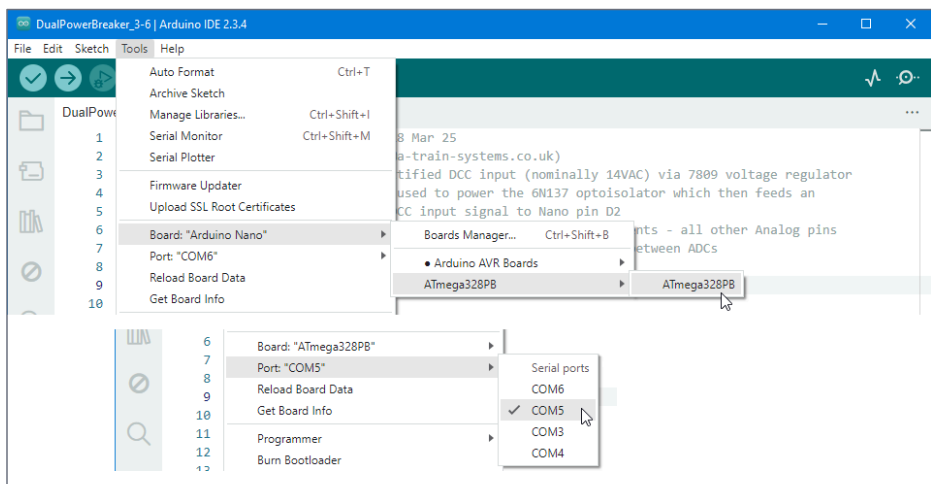 DualPowerBreaker_3-6 | Arduino IDE 2.3.4
File Edit Sketch Tools Help
DualPowe
Auto Format Ctrl+T
Archive Sketch
Manage Libraries... Ctrl+Shift+I
Serial Monitor Ctrl+Shift+M
Serial Plotter
Firmware Updater
Upload SSL Root Certificates
Board: "Arduino Nano"
Port: "COM6"
Reload Board Data
Get Board Info
1
2
3
4
5
6
7
8
9
10
8 Mar 25
a-train-systems.co.uk)
tified DCC input (nominally 14VAC) via 7809 voltage regulator
used to power the 6N137 optoisolator which then feeds an
CC input signal to Nano pin D2
nts - all other Analog pins
etween ADCs
Boards Manager... Ctrl+Shift+B
• Arduino AVR Boards
ATmega328PB
ATmega328PB
6
7
8
9
10
11
12
13
Board: "ATmega328PB"
Port: "COM5"
Reload Board Data
Get Board Info
Programmer
Burn Bootloader
Serial ports
COM6
✓ COM5
COM3
COM4